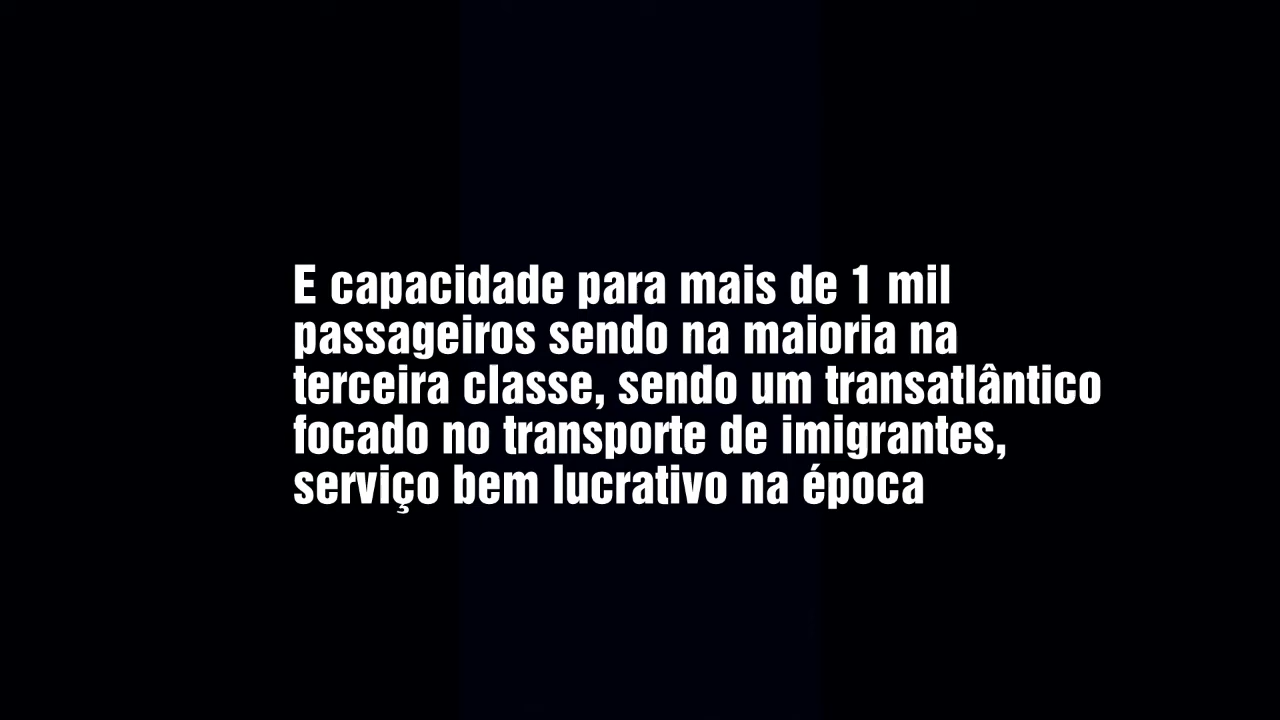 E capacidade para mais de 1 mil
passageiros sendo na maioria na
terceira classe, sendo um transatlântico
focado no transporte de imigrantes,
serviço bem lucrativo na época